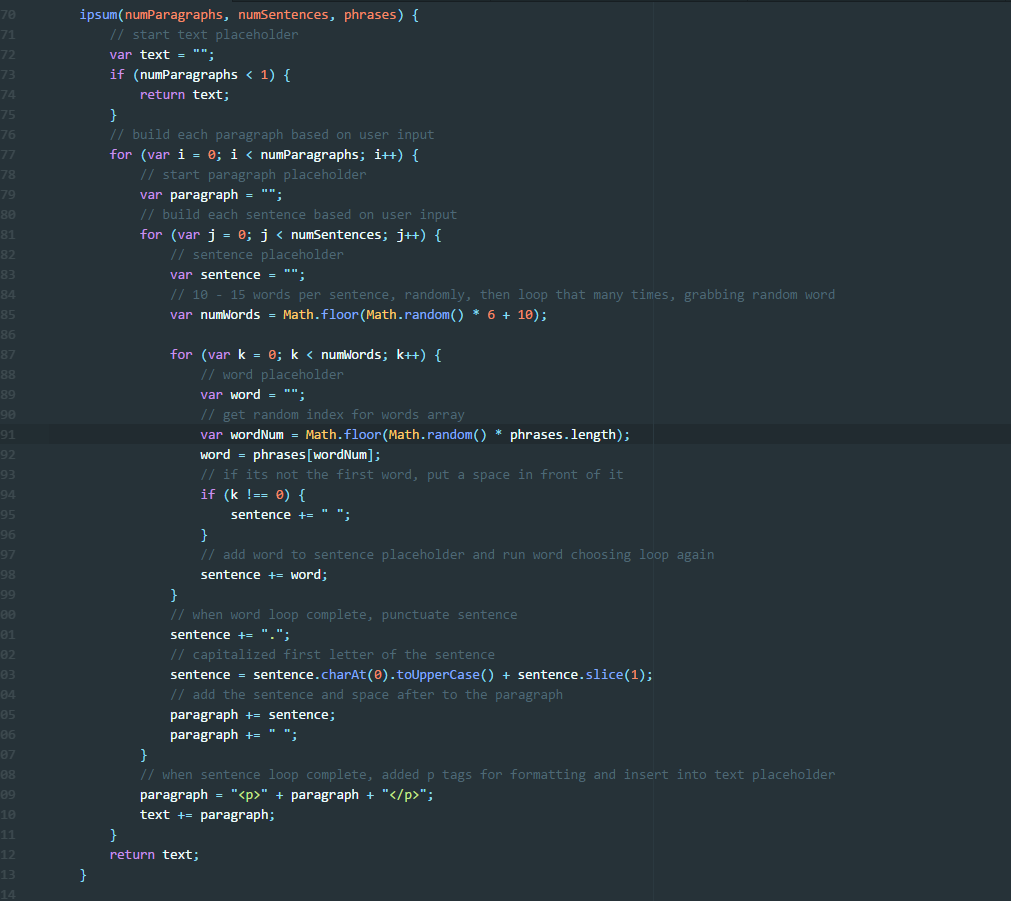 70 ipsum(numParagraphs, numSentences, phrases) {
71 // start text placeholder
72 var text = "";
73 if (numParagraphs < 1) {
74 return text;
75 }
76 // build each paragraph based on user input
77 for (var i = 0; i < numParagraphs; i++) {
78 // start paragraph placeholder
79 var paragraph = "";
80 // build each sentence based on user input
81 for (var j = 0; j < numSentences; j++) {
82 // sentence placeholder
83 var sentence = "";
84 // 10 - 15 words per sentence, randomly, then loop that many times, grabbing random word
85 var numWords = Math.floor(Math.random() * 6 + 10);
86
87 for (var k = 0; k < numWords; k++) {
88 // word placeholder
89 var word = "";
90 // get random index for words array
91 var wordNum = Math.floor(Math.random() * phrases.length);
92 word = phrases[wordNum];
93 // if its not the first word, put a space in front of it
94 if (k !== 0) {
95 sentence += " ";
96 }
97 // add word to sentence placeholder and run word choosing loop again
98 sentence += word;
99 }
00 // when word loop complete, punctuate sentence
01 sentence += ".";
02 // capitalized first letter of the sentence
03 sentence = sentence.charAt(0).toUpperCase() + sentence.slice(1);
04 // add the sentence and space after to the paragraph
05 paragraph += sentence;
06 paragraph += " ";
07 }
08 // when sentence loop complete, added p tags for formatting and insert into text placeholder
09 paragraph = "<p>" + paragraph + "</p>";
10 text += paragraph;
11 }
12 return text;
13 }
14